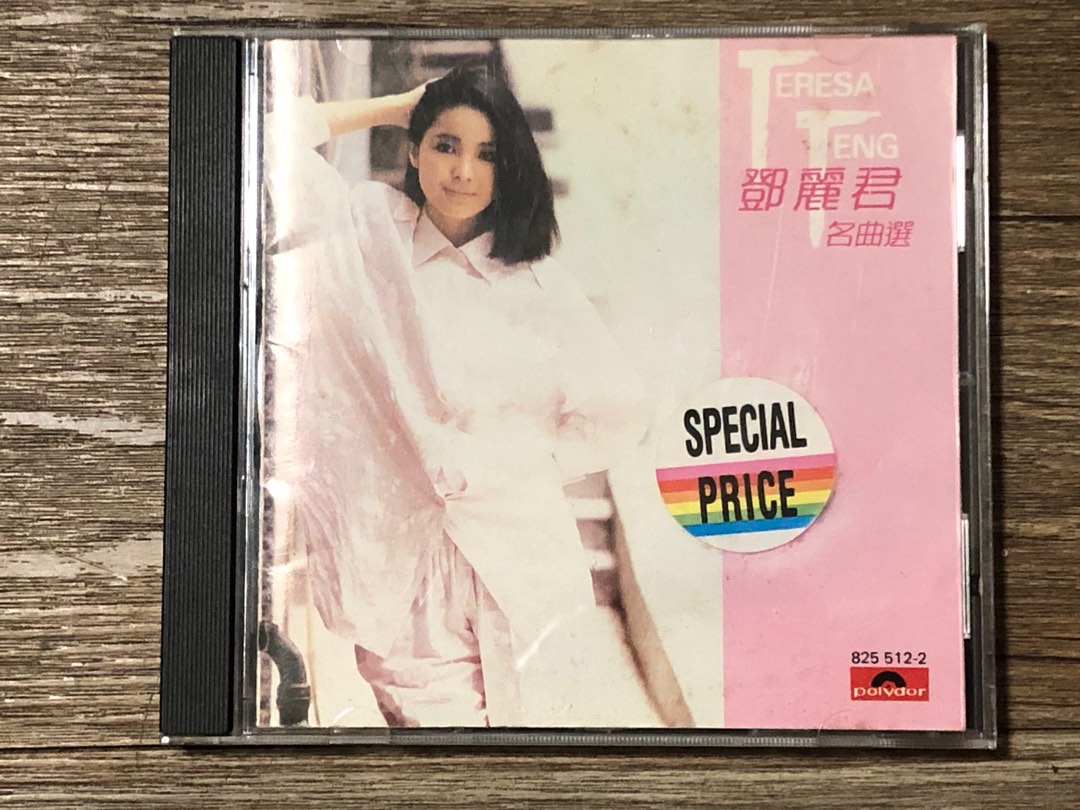 TERESA
TENG
鄧麗君
名曲選
SPECIAL
PRICE
825 512-2
polydor